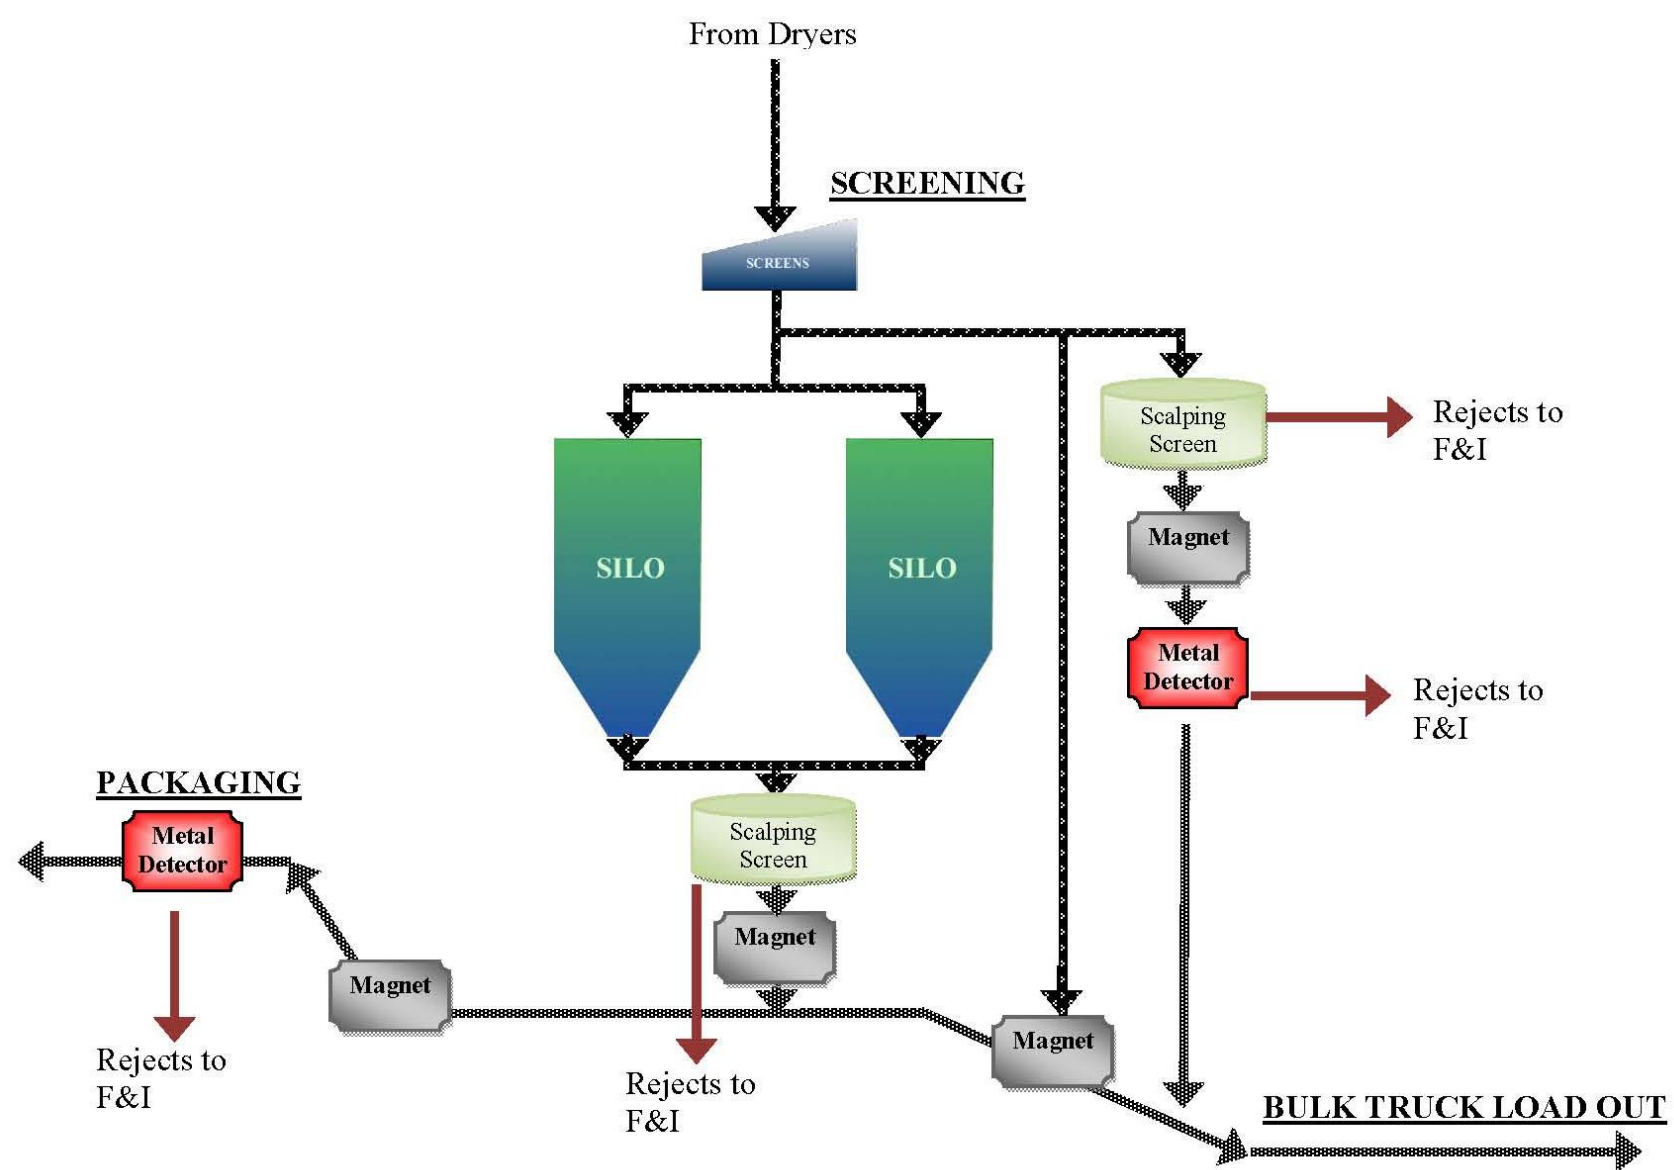 From Dryers
SCREENING
SCREENS
Scalping
Screen
Rejects to
F&I
Magnet
SILO
SILO
Metal
Detector
Rejects to
F&I
PACKAGING
Metal
Detector
Scalping
Screen
Magnet
Magnet
Magnet
Rejects to
F&I
Rejects to
F&I
BULK TRUCK LOAD OUT